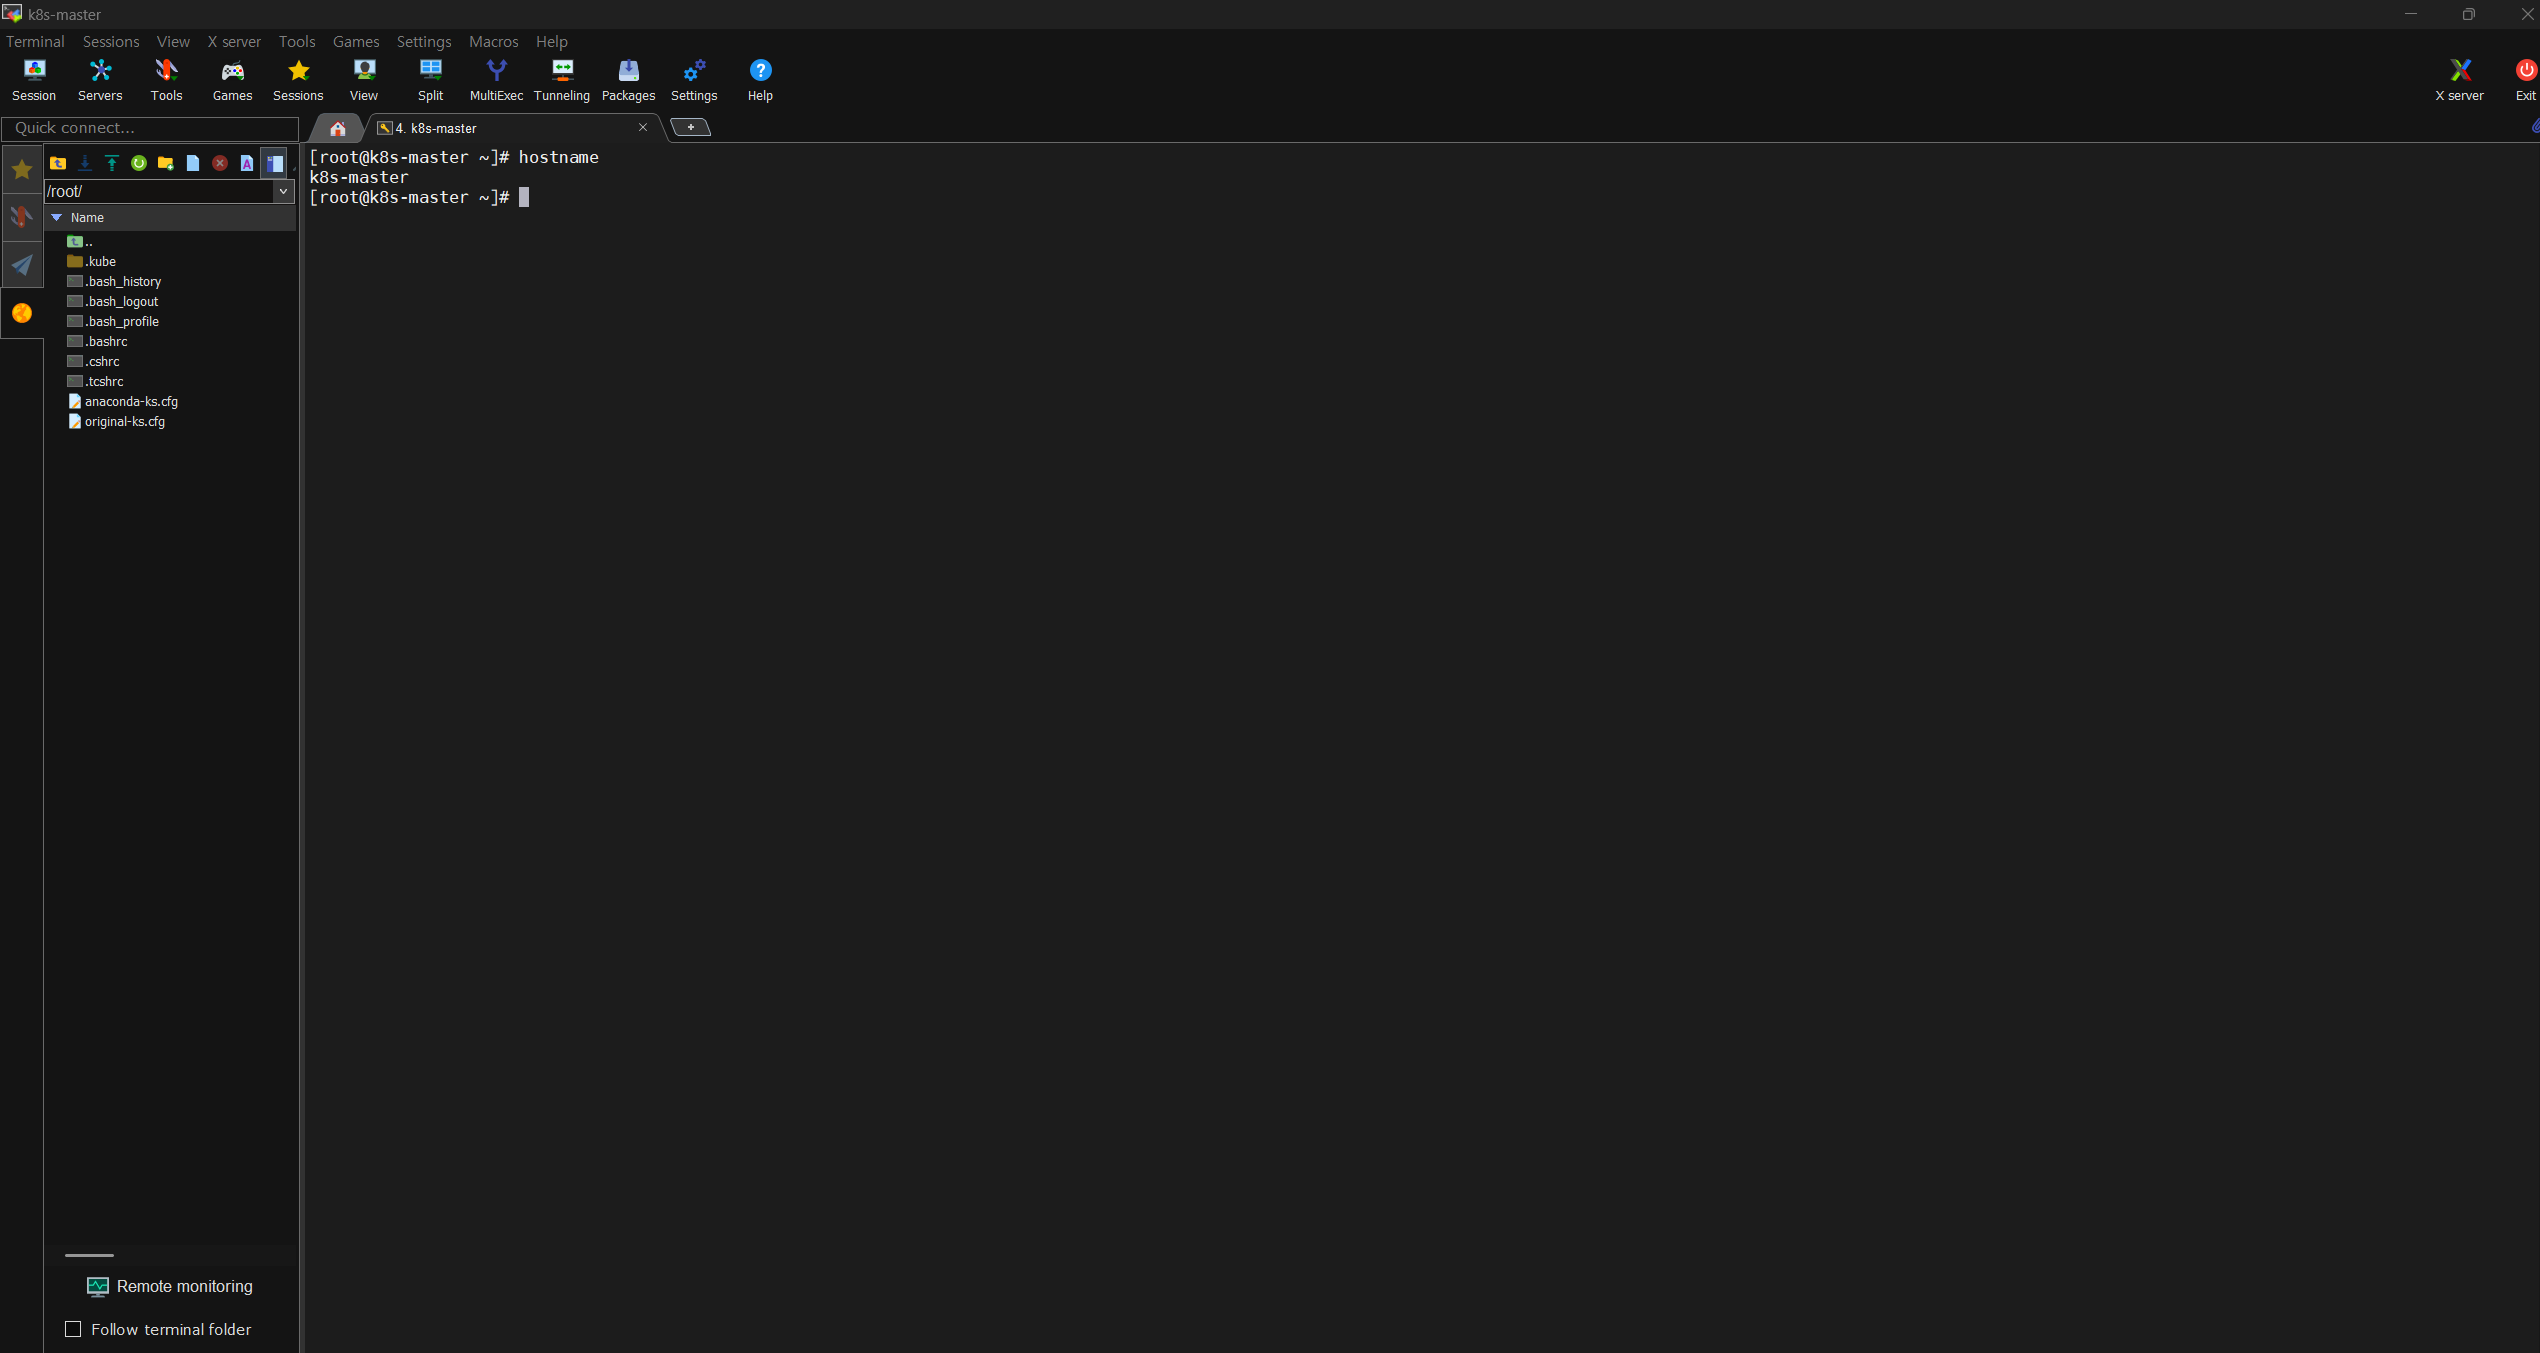 k8s-master
Terminal Sessions View X server Tools Games Settings Macros Help
Session Servers Tools Games Sessions View Split MultiExec Tunneling Packages Settings Help X server Exit
Quick connect...
4. k8s-master
/root/
Name
..
.kube
.bash_history
.bash_logout
.bash_profile
.bashrc
.cshrc
.tcshrc
anaconda-ks.cfg
original-ks.cfg
Remote monitoring
Follow terminal folder
[root@k8s-master ~]# hostname
k8s-master
[root@k8s-master ~]#